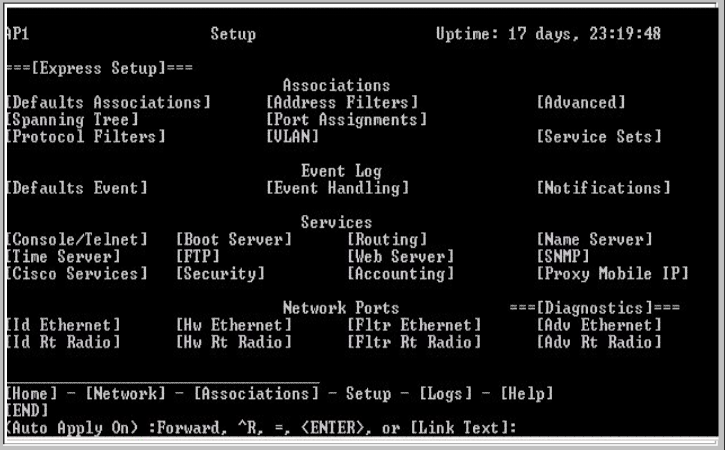 AP1 Setup Uptime: 17 days, 23:19:48
===[Express Setup]===
Associations
[Defaults Associations] [Address Filters] [Advanced]
[Spanning Tree] [Port Assignments]
[Protocol Filters] [VLAN] [Service Sets]
Event Log
[Defaults Event] [Event Handling] [Notifications]
Services
[Console/Telnet] [Boot Server] [Routing] [Name Server]
[Time Server] [FTP] [Web Server] [SNMP]
[Cisco Services] [Security] [Accounting] [Proxy Mobile IP]
Network Ports ===[Diagnostics]===
[Id Ethernet] [Hw Ethernet] [Fltr Ethernet] [Adv Ethernet]
[Id Rt Radio] [Hw Rt Radio] [Fltr Rt Radio] [Adv Rt Radio]
[Home] - [Network] - [Associations] - Setup - [Logs] - [Help]
[END]
(Auto Apply On) :Forward, ^R, =, <ENTER>, or [Link Text]: